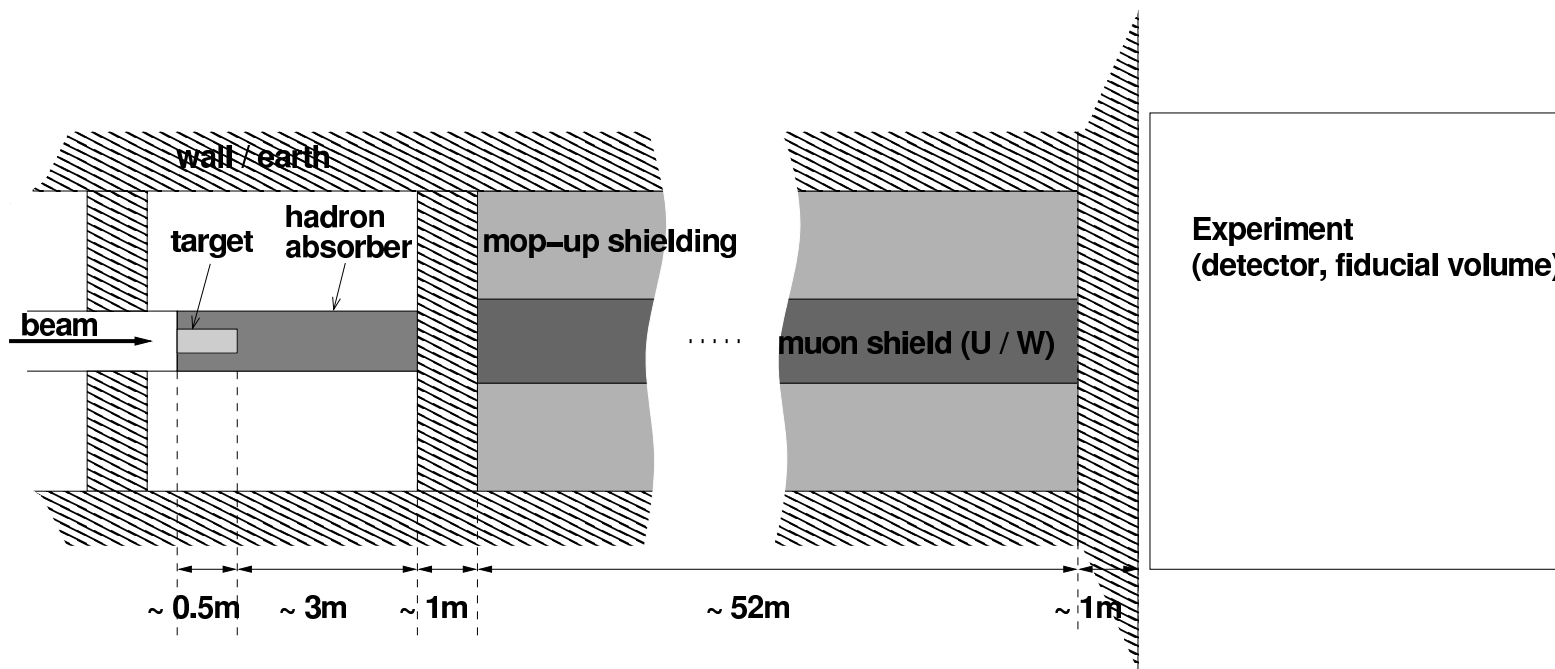 wall / earth
hadron
absorber
target
mop-up shielding
Experiment
(detector, fiducial volume)
beam
.....
muon shield (U / W)
~ 0.5m
~ 3m
~ 1m
~ 52m
~ 1m